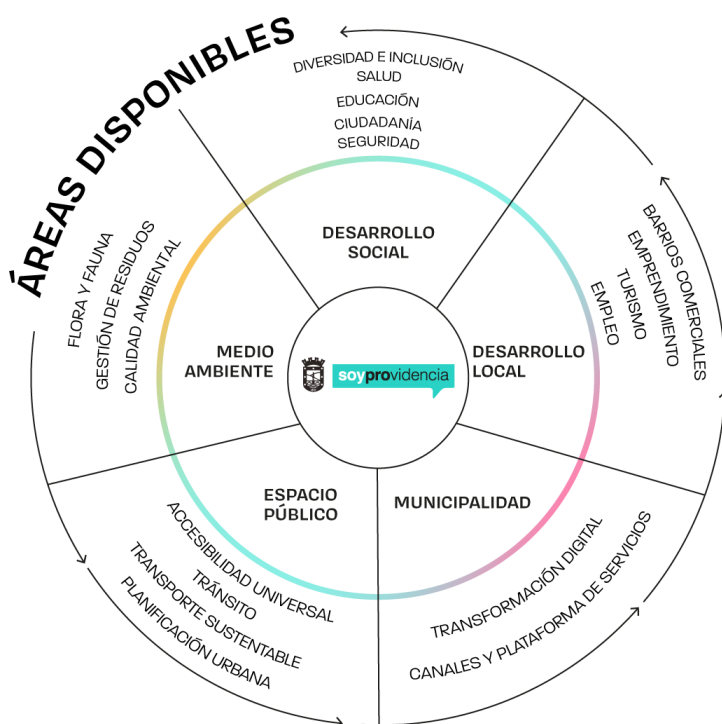 ÁREAS DISPONIBLES
DIVERSIDAD E INCLUSIÓN
SALUD
EDUCACIÓN
CIUDADANÍA
SEGURIDAD
DESARROLLO
SOCIAL
BARRIOS COMERCIALES
EMPRENDIMIENTO
TURISMO
EMPLEO
DESARROLLO
LOCAL
FLORA Y FAUNA
GESTIÓN DE RESIDUOS
CALIDAD AMBIENTAL
MEDIO
AMBIENTE
soyprovidencia
ESPACIO
PÚBLICO
MUNICIPALIDAD
ACCESIBILIDAD UNIVERSAL
TRÁNSITO
TRANSPORTE SUSTENTABLE
PLANIFICACIÓN URBANA
TRANSFORMACIÓN DIGITAL
CANALES Y PLATAFORMA DE SERVICIOS